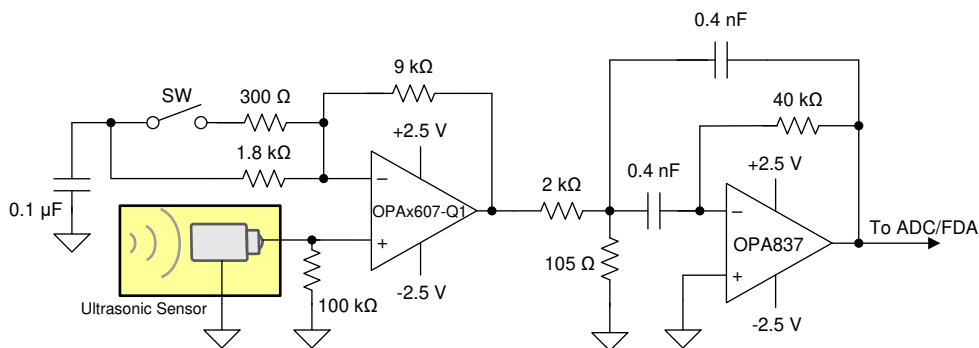 0.4 nF
SW
300 Ω
9 kΩ
40 kΩ
+2.5 V
1.8 kΩ
+2.5 V
0.4 nF
−
2 kΩ
−
0.1 µF
OPAx607-Q1
OPA837
To ADC/FDA
+
105 Ω
+
-2.5 V
100 kΩ
-2.5 V
Ultrasonic Sensor